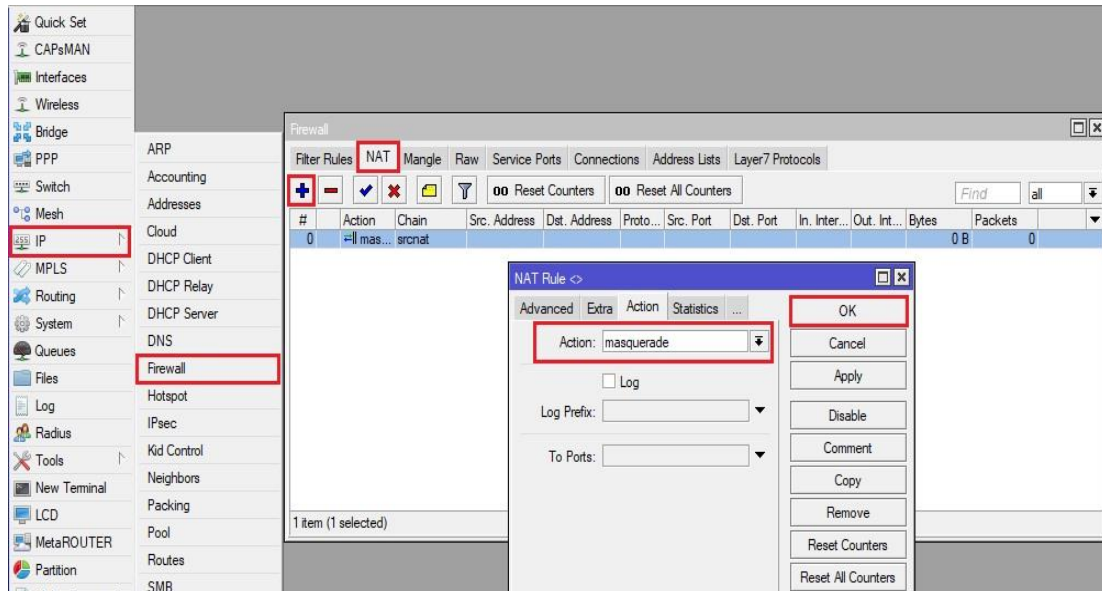 Quick Set
CAPsMAN
Interfaces
Wireless
Bridge
PPP
Switch
Mesh
IP
MPLS
Routing
System
Queues
Files
Log
Radius
Tools
New Terminal
LCD
MetaROUTER
Partition
ARP
Accounting
Addresses
Cloud
DHCP Client
DHCP Relay
DHCP Server
DNS
Firewall
Hotspot
IPsec
Kid Control
Neighbors
Packing
Pool
Routes
SMB
Firewall
Filter Rules NAT Mangle Raw Service Ports Connections Address Lists Layer7 Protocols
00 Reset Counters 00 Reset All Counters Find all
# Action Chain Src. Address Dst. Address Proto... Src. Port Dst. Port In. Inter... Out. Int... Bytes Packets
0 mas... srcnat 0 B 0
1 item (1 selected)
NAT Rule <>
Advanced Extra Action Statistics ...
Action: masquerade
Log
Log Prefix:
To Ports:
OK
Cancel
Apply
Disable
Comment
Copy
Remove
Reset Counters
Reset All Counters